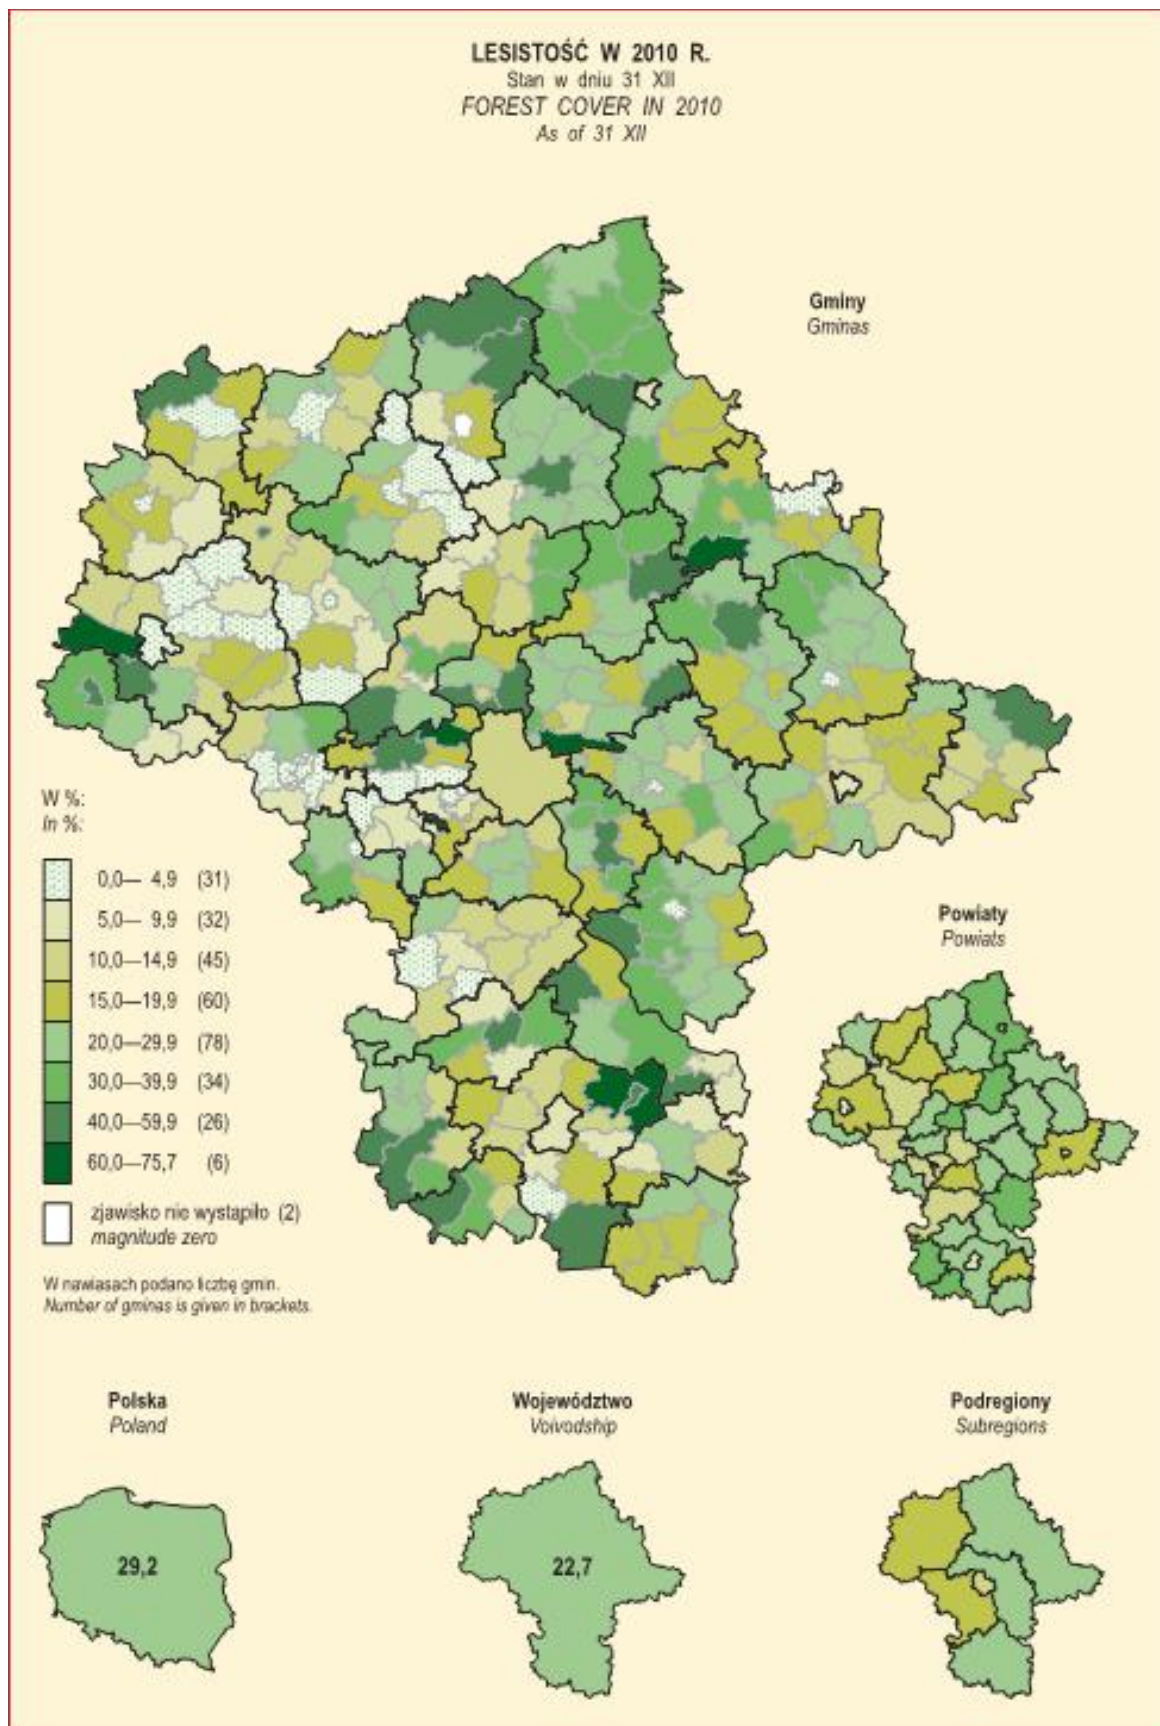 LESISTOŚĆ W 2010 R.
Stan w dniu 31 XII
FOREST COVER IN 2010
As of 31 XII
Gminy
Gminas
W %:
In %:
0,0— 4,9 (31)
5,0— 9,9 (32)
10,0—14,9 (45)
15,0—19,9 (60)
20,0—29,9 (78)
30,0—39,9 (34)
40,0—59,9 (26)
60,0—75,7 (6)
zjawisko nie wystąpiło (2)
magnitude zero
W nawiasach podano liczbę gmin.
Number of gminas is given in brackets.
Powiaty
Powiats
Polska
Poland
29,2
Województwo
Voivodship
22,7
Podregiony
Subregions